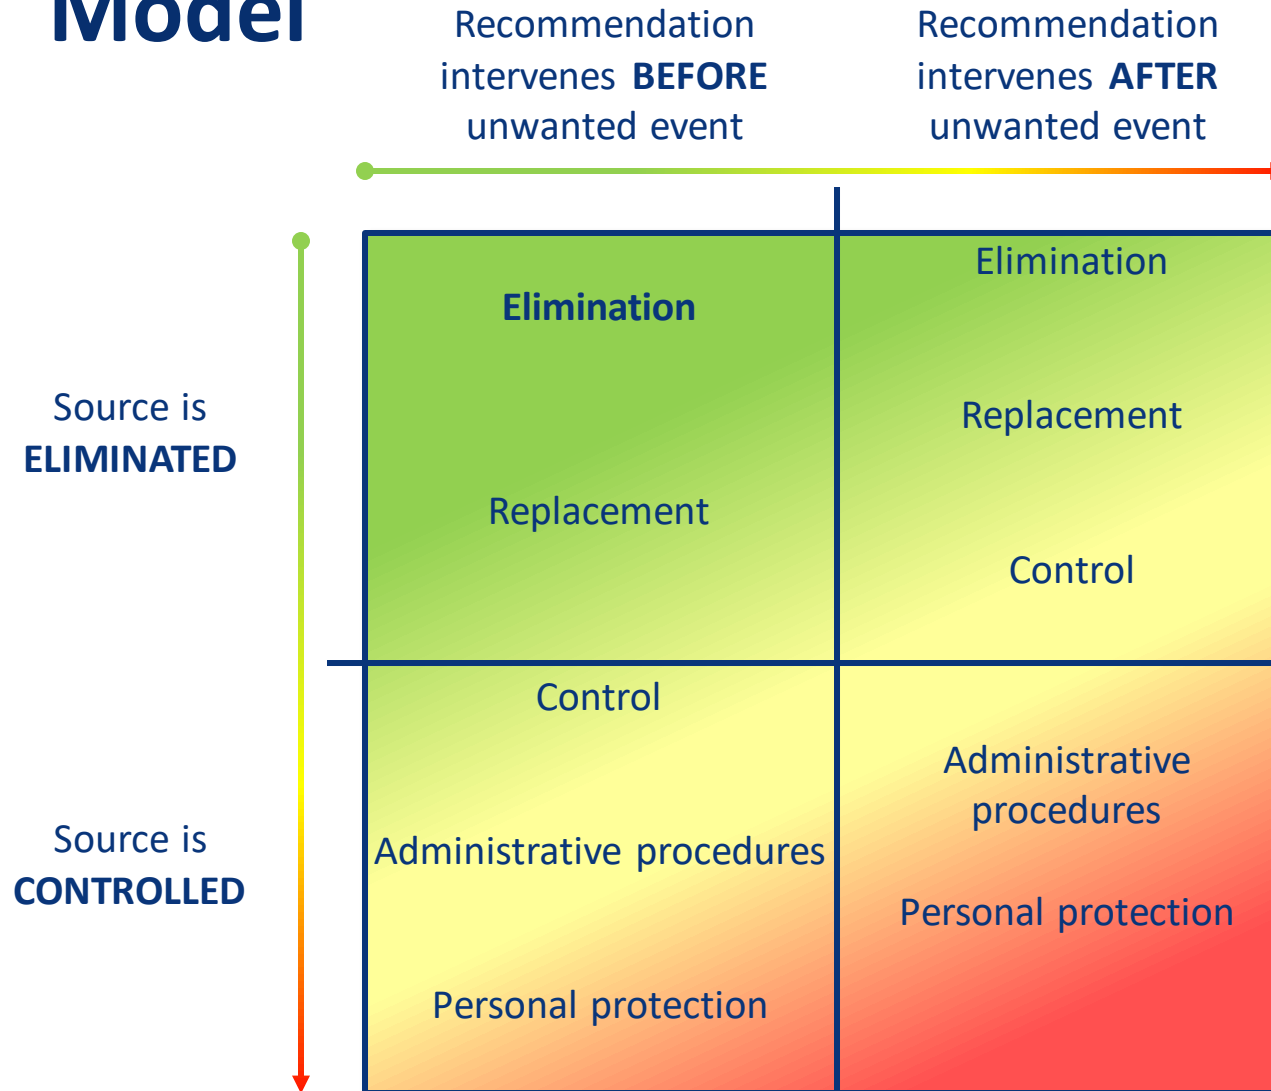 Model
Recommendation
intervenes BEFORE
unwanted event
Recommendation
intervenes AFTER
unwanted event
Source is
ELIMINATED
Source is
CONTROLLED
Elimination
Replacement
Control
Administrative procedures
Personal protection
Elimination
Replacement
Control
Administrative
procedures
Personal protection